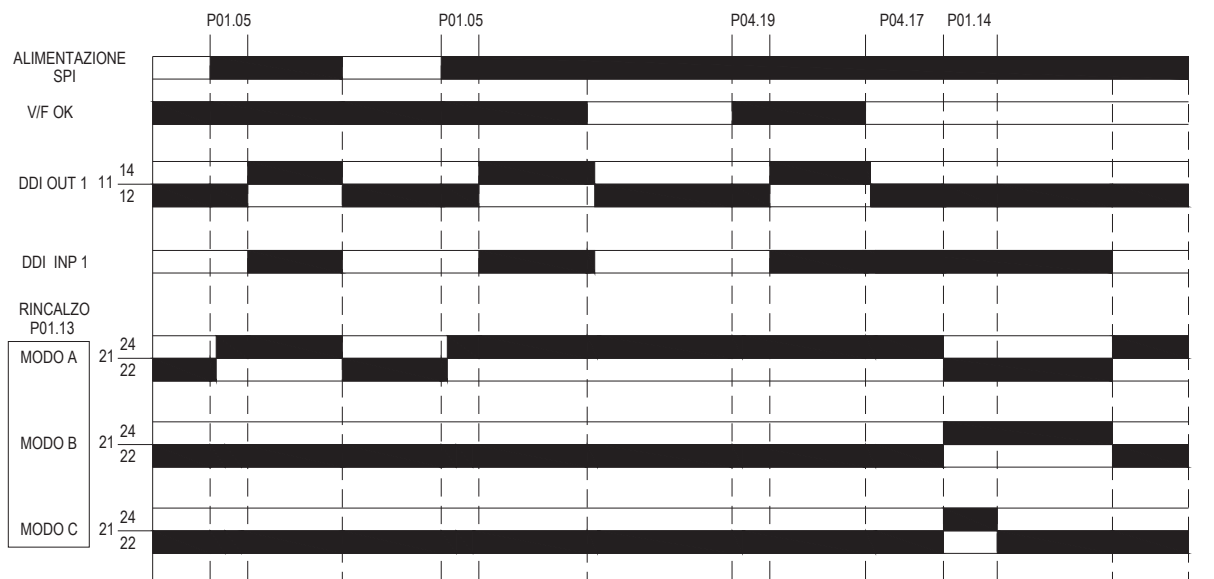 P01.05 P01.05 P04.19 P04.17 P01.14
ALIMENTAZIONE
SPI
V/F OK
DDI OUT 1 11 14
12
DDI INP 1
RINCALZO
P01.13
MODO A 21 24
22
MODO B 21 24
22
MODO C 21 24
22